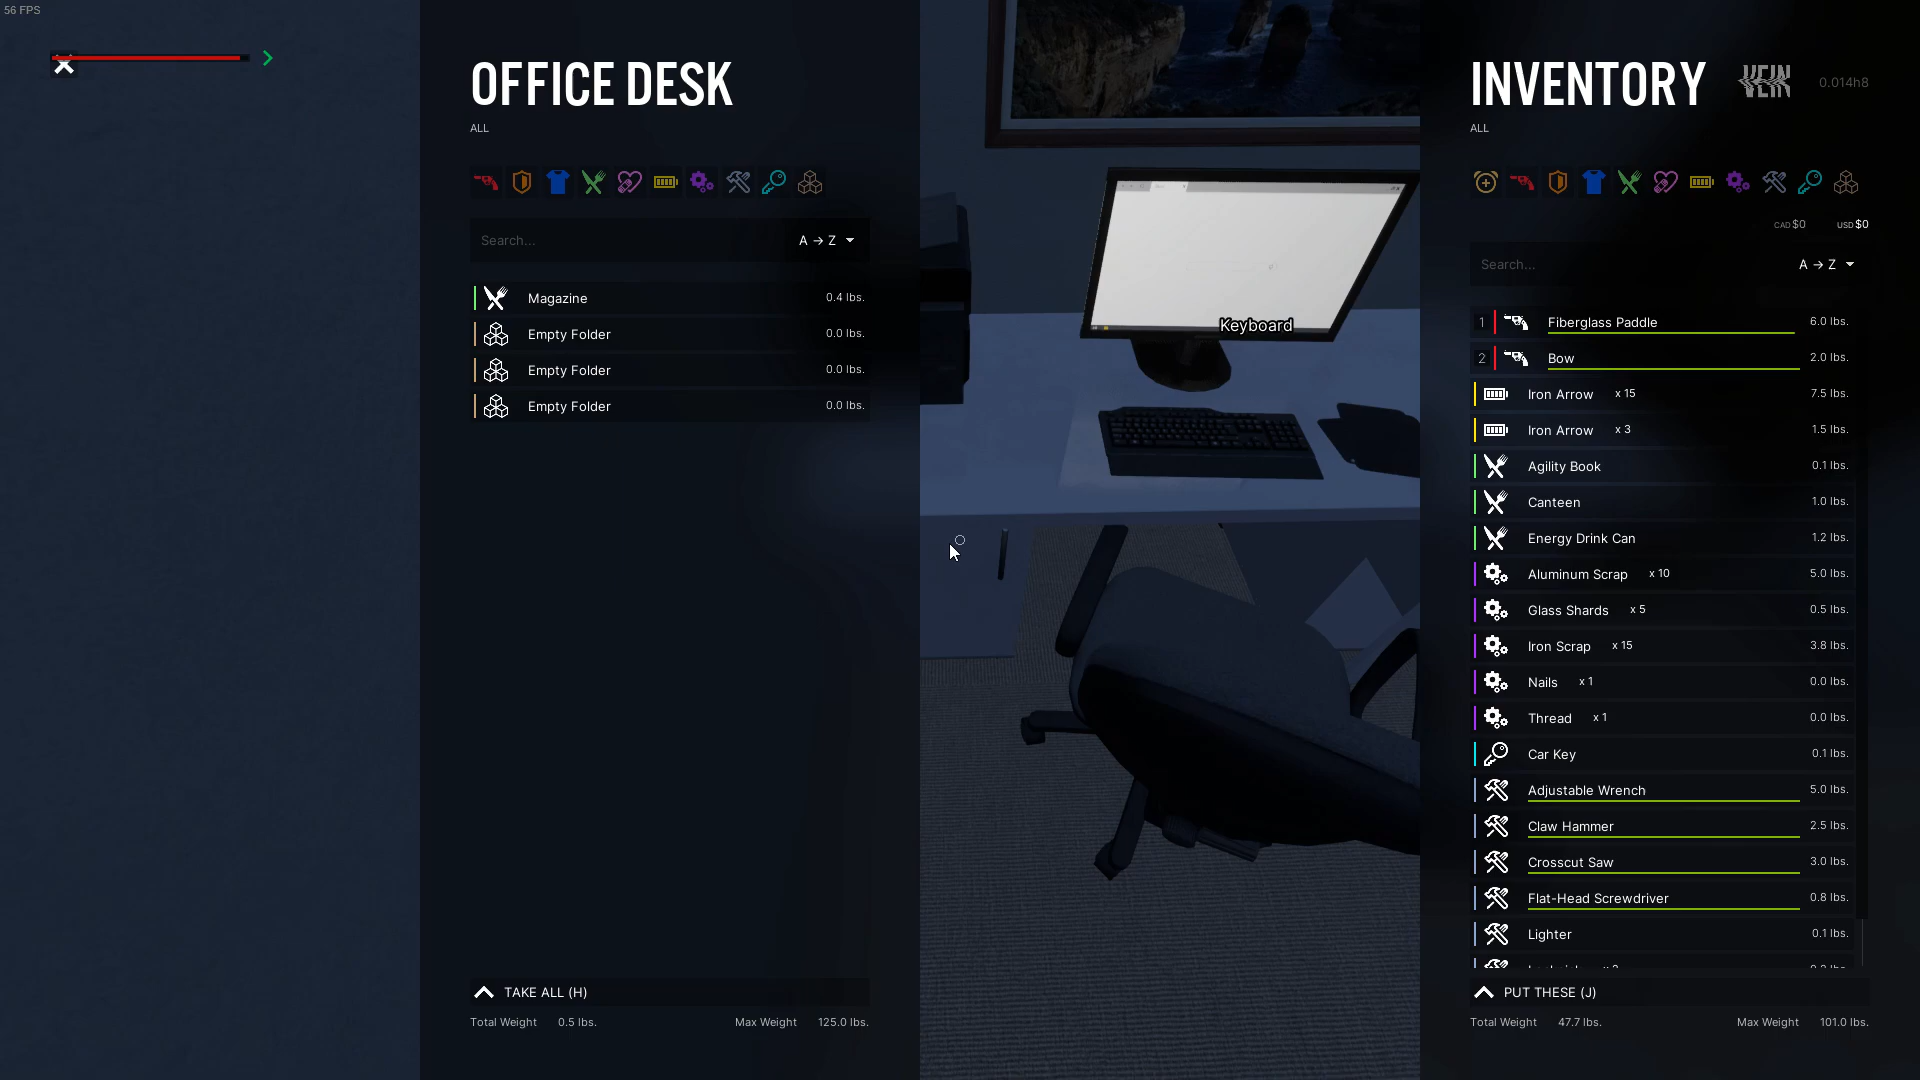 56 FPS
OFFICE DESK
ALL
Search...
A → Z
Magazine 0.4 lbs.
Empty Folder 0.0 lbs.
Empty Folder 0.0 lbs.
Empty Folder 0.0 lbs.
TAKE ALL (H)
Total Weight 0.5 lbs. Max Weight 125.0 lbs.
Keyboard
INVENTORY VEIN 0.014h8
ALL
CAD $0 USD $0
Search...
A → Z
1 Fiberglass Paddle 6.0 lbs.
2 Bow 2.0 lbs.
Iron Arrow x 15 7.5 lbs.
Iron Arrow x 3 1.5 lbs.
Agility Book 0.1 lbs.
Canteen 1.0 lbs.
Energy Drink Can 1.2 lbs.
Aluminum Scrap x 10 5.0 lbs.
Glass Shards x 5 0.5 lbs.
Iron Scrap x 15 3.8 lbs.
Nails x 1 0.0 lbs.
Thread x 1 0.0 lbs.
Car Key 0.1 lbs.
Adjustable Wrench 5.0 lbs.
Claw Hammer 2.5 lbs.
Crosscut Saw 3.0 lbs.
Flat-Head Screwdriver 0.8 lbs.
Lighter 0.1 lbs.
PUT THESE (J)
Total Weight 47.7 lbs. Max Weight 101.0 lbs.